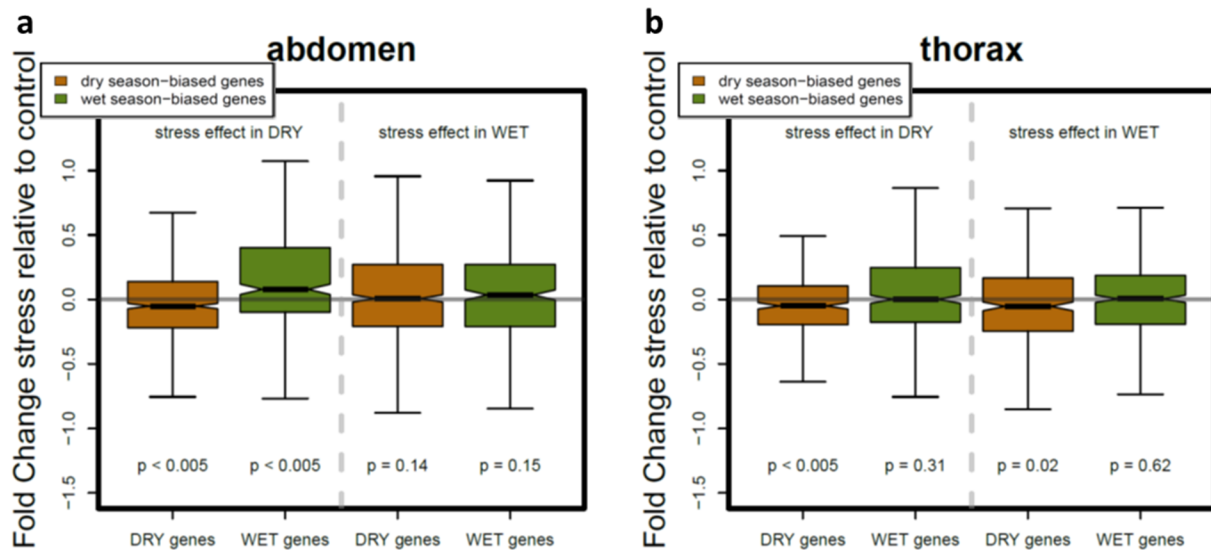 a
abdomen
Fold Change stress relative to control
dry season-biased genes
wet season-biased genes
stress effect in DRY
stress effect in WET
1.0
0.5
0.0
−0.5
−1.0
−1.5
p < 0.005
p < 0.005
p = 0.14
p = 0.15
DRY genes
WET genes
DRY genes
WET genes
b
thorax
Fold Change stress relative to control
dry season-biased genes
wet season-biased genes
stress effect in DRY
stress effect in WET
1.0
0.5
0.0
−0.5
−1.0
−1.5
p < 0.005
p = 0.31
p = 0.02
p = 0.62
DRY genes
WET genes
DRY genes
WET genes